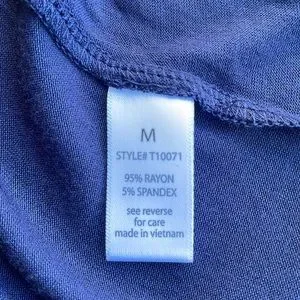 M
STYLE# T10071
95% RAYON
5% SPANDEX
see reverse
for care
made in vietnam